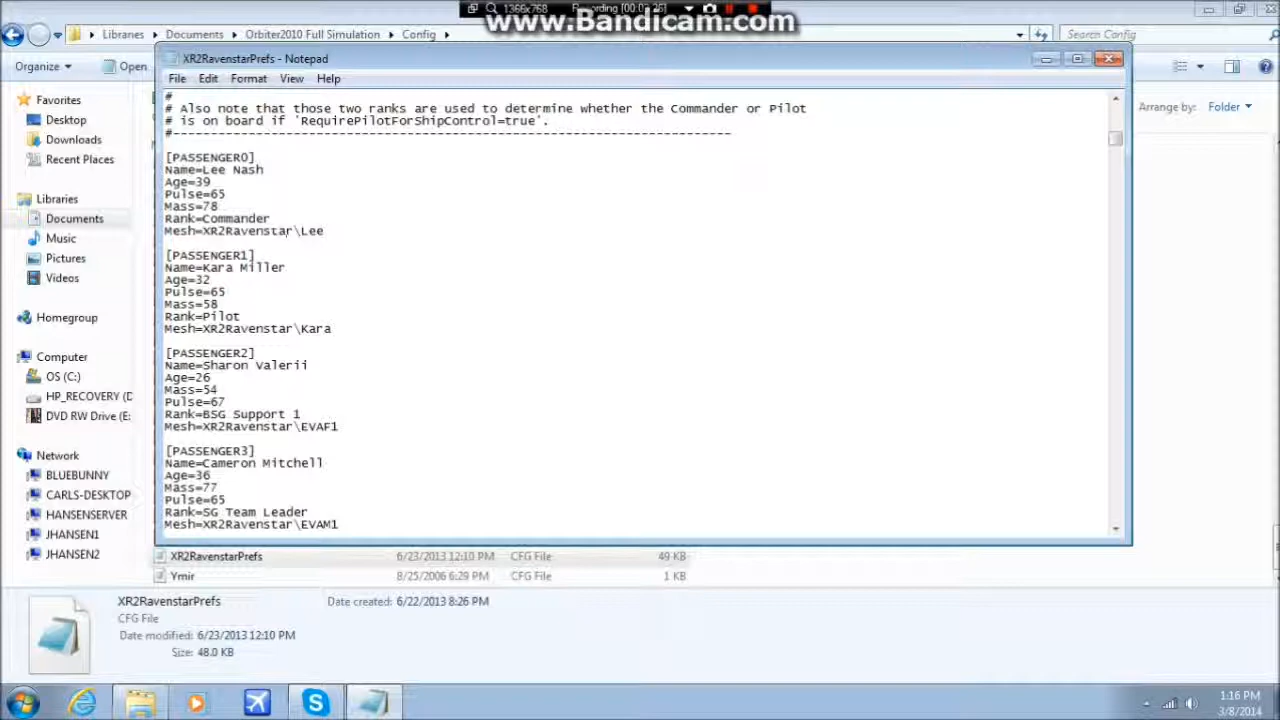 1366x768
Recording [00:03:26]
www.Bandicam.com
Libraries
Documents
Orbiter2010 Full Simulation
Config
Search Config
XR2RavenstarPrefs - Notepad
Organize
Open
Arrange by: Folder
File Edit Format View Help
Favorites
Desktop
Downloads
Recent Places
Libraries
Documents
Music
Pictures
Videos
Homegroup
Computer
OS (C:)
HP_RECOVERY (D
DVD RW Drive (E:
Network
BLUEBUNNY
CARLS-DESKTOP
HANSENSERVER
JHANSEN1
JHANSEN2
#
# Also note that those two ranks are used to determine whether the Commander or Pilot
# is on board if 'RequirePilotForShipControl=true'.
#--------------------------------------------------------------------------
[PASSENGER0]
Name=Lee Nash
Age=39
Pulse=65
Mass=78
Rank=Commander
Mesh=XR2Ravenstar\Lee
[PASSENGER1]
Name=Kara Miller
Age=32
Pulse=65
Mass=58
Rank=Pilot
Mesh=XR2Ravenstar\Kara
[PASSENGER2]
Name=Sharon Valerii
Age=26
Mass=54
Pulse=67
Rank=BSG Support 1
Mesh=XR2Ravenstar\EVAF1
[PASSENGER3]
Name=Cameron Mitchell
Age=36
Mass=77
Pulse=65
Rank=SG Team Leader
Mesh=XR2Ravenstar\EVAM1
XR2RavenstarPrefs 6/23/2013 12:10 PM CFG File 49 KB
Ymir 8/25/2006 6:29 PM CFG File 1 KB
XR2RavenstarPrefs
CFG File
Date modified: 6/23/2013 12:10 PM
Size: 48.0 KB
Date created: 6/22/2013 8:26 PM
1:16 PM
3/8/2014